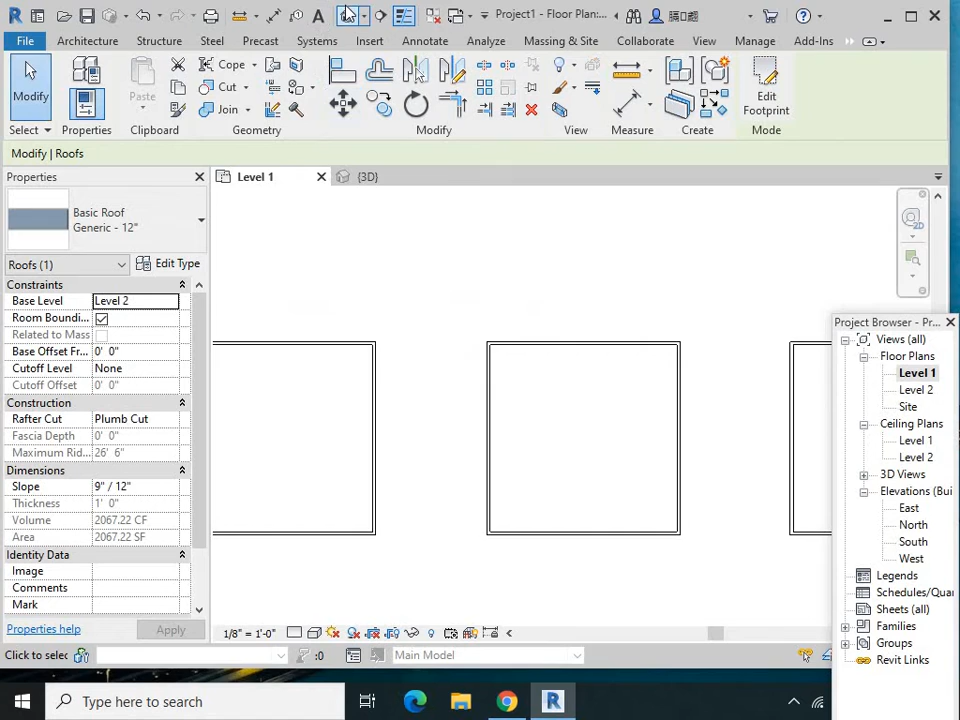 Project1 - Floor Plan:...
隔口齠
File Architecture Structure Steel Precast Systems Insert Annotate Analyze Massing & Site Collaborate View Manage Add-Ins
Modify
Paste
Cope
Cut
Join
Edit Footprint
Select Properties Clipboard Geometry Modify View Measure Create Mode
Modify | Roofs
Properties
Level 1
{3D}
Basic Roof
Generic - 12"
Roofs (1)
Edit Type
Constraints
Base Level Level 2
Room Boundi...
Related to Mass
Base Offset Fr... 0' 0"
Cutoff Level None
Cutoff Offset 0' 0"
Construction
Rafter Cut Plumb Cut
Fascia Depth 0' 0"
Maximum Rid... 26' 6"
Dimensions
Slope 9" / 12"
Thickness 1' 0"
Volume 2067.22 CF
Area 2067.22 SF
Identity Data
Image
Comments
Mark
Properties help
Apply
2D
Project Browser - Pr...
Views (all)
Floor Plans
Level 1
Level 2
Site
Ceiling Plans
Level 1
Level 2
3D Views
Elevations (Bui
East
North
South
West
Legends
Schedules/Quar
Sheets (all)
Families
Groups
Revit Links
1/8" = 1'-0"
Click to selec
:0
Main Model
Type here to search